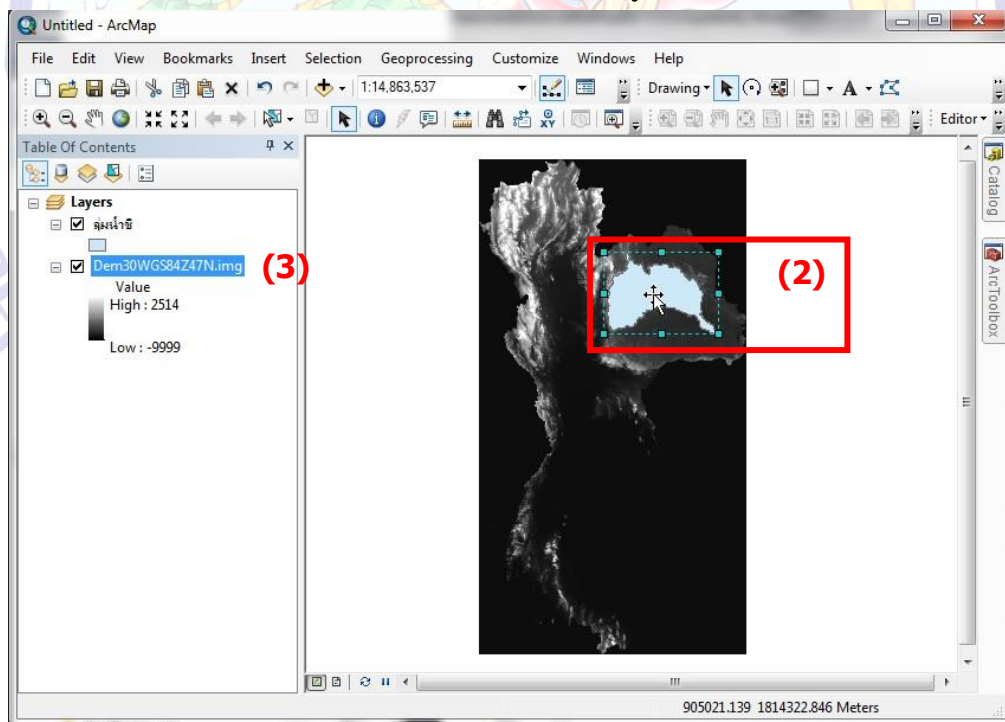 Untitled - ArcMap
File Edit View Bookmarks Insert Selection Geoprocessing Customize Windows Help
1:14,863,537
Drawing
A
XY
Editor
Table Of Contents
Layers
ลุ่มน้ำชี
Dem30WGS84Z47N.img
(3)
Value
High : 2514
Low : -9999
(2)
Catalog
ArcToolbox
905021.139 1814322.846 Meters